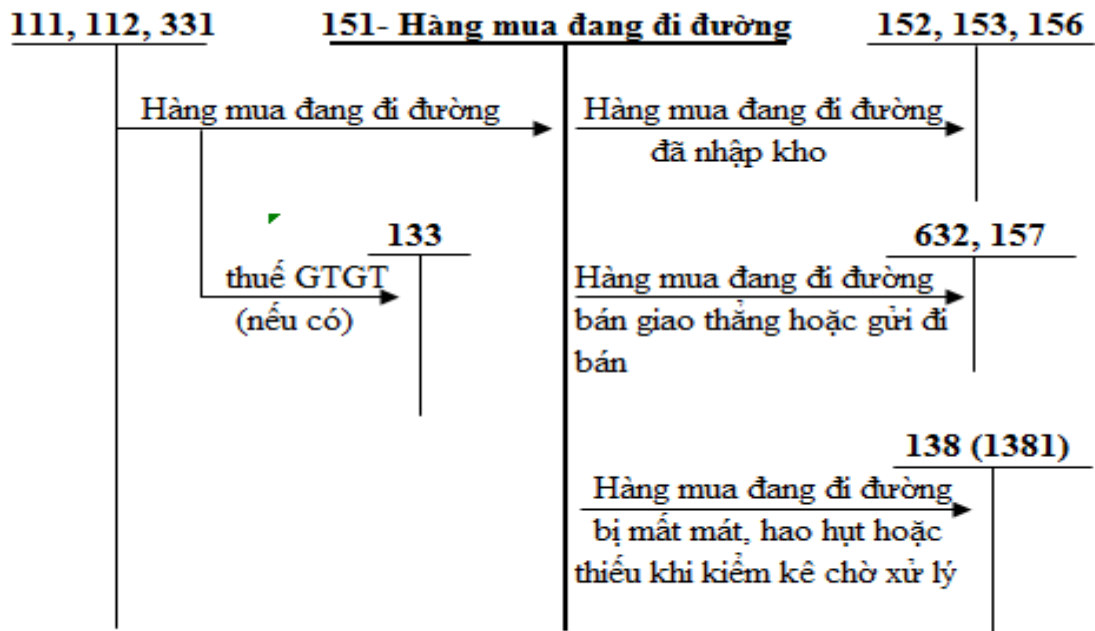 111, 112, 331
151- Hàng mua đang đi đường
152, 153, 156
Hàng mua đang đi đường
Hàng mua đang đi đường
đã nhập kho
133
thuế GTGT
(nếu có)
632, 157
Hàng mua đang đi đường
bán giao thẳng hoặc gửi đi
bán
138 (1381)
Hàng mua đang đi đường
bị mất mát, hao hụt hoặc
thiếu khi kiểm kê chờ xử lý